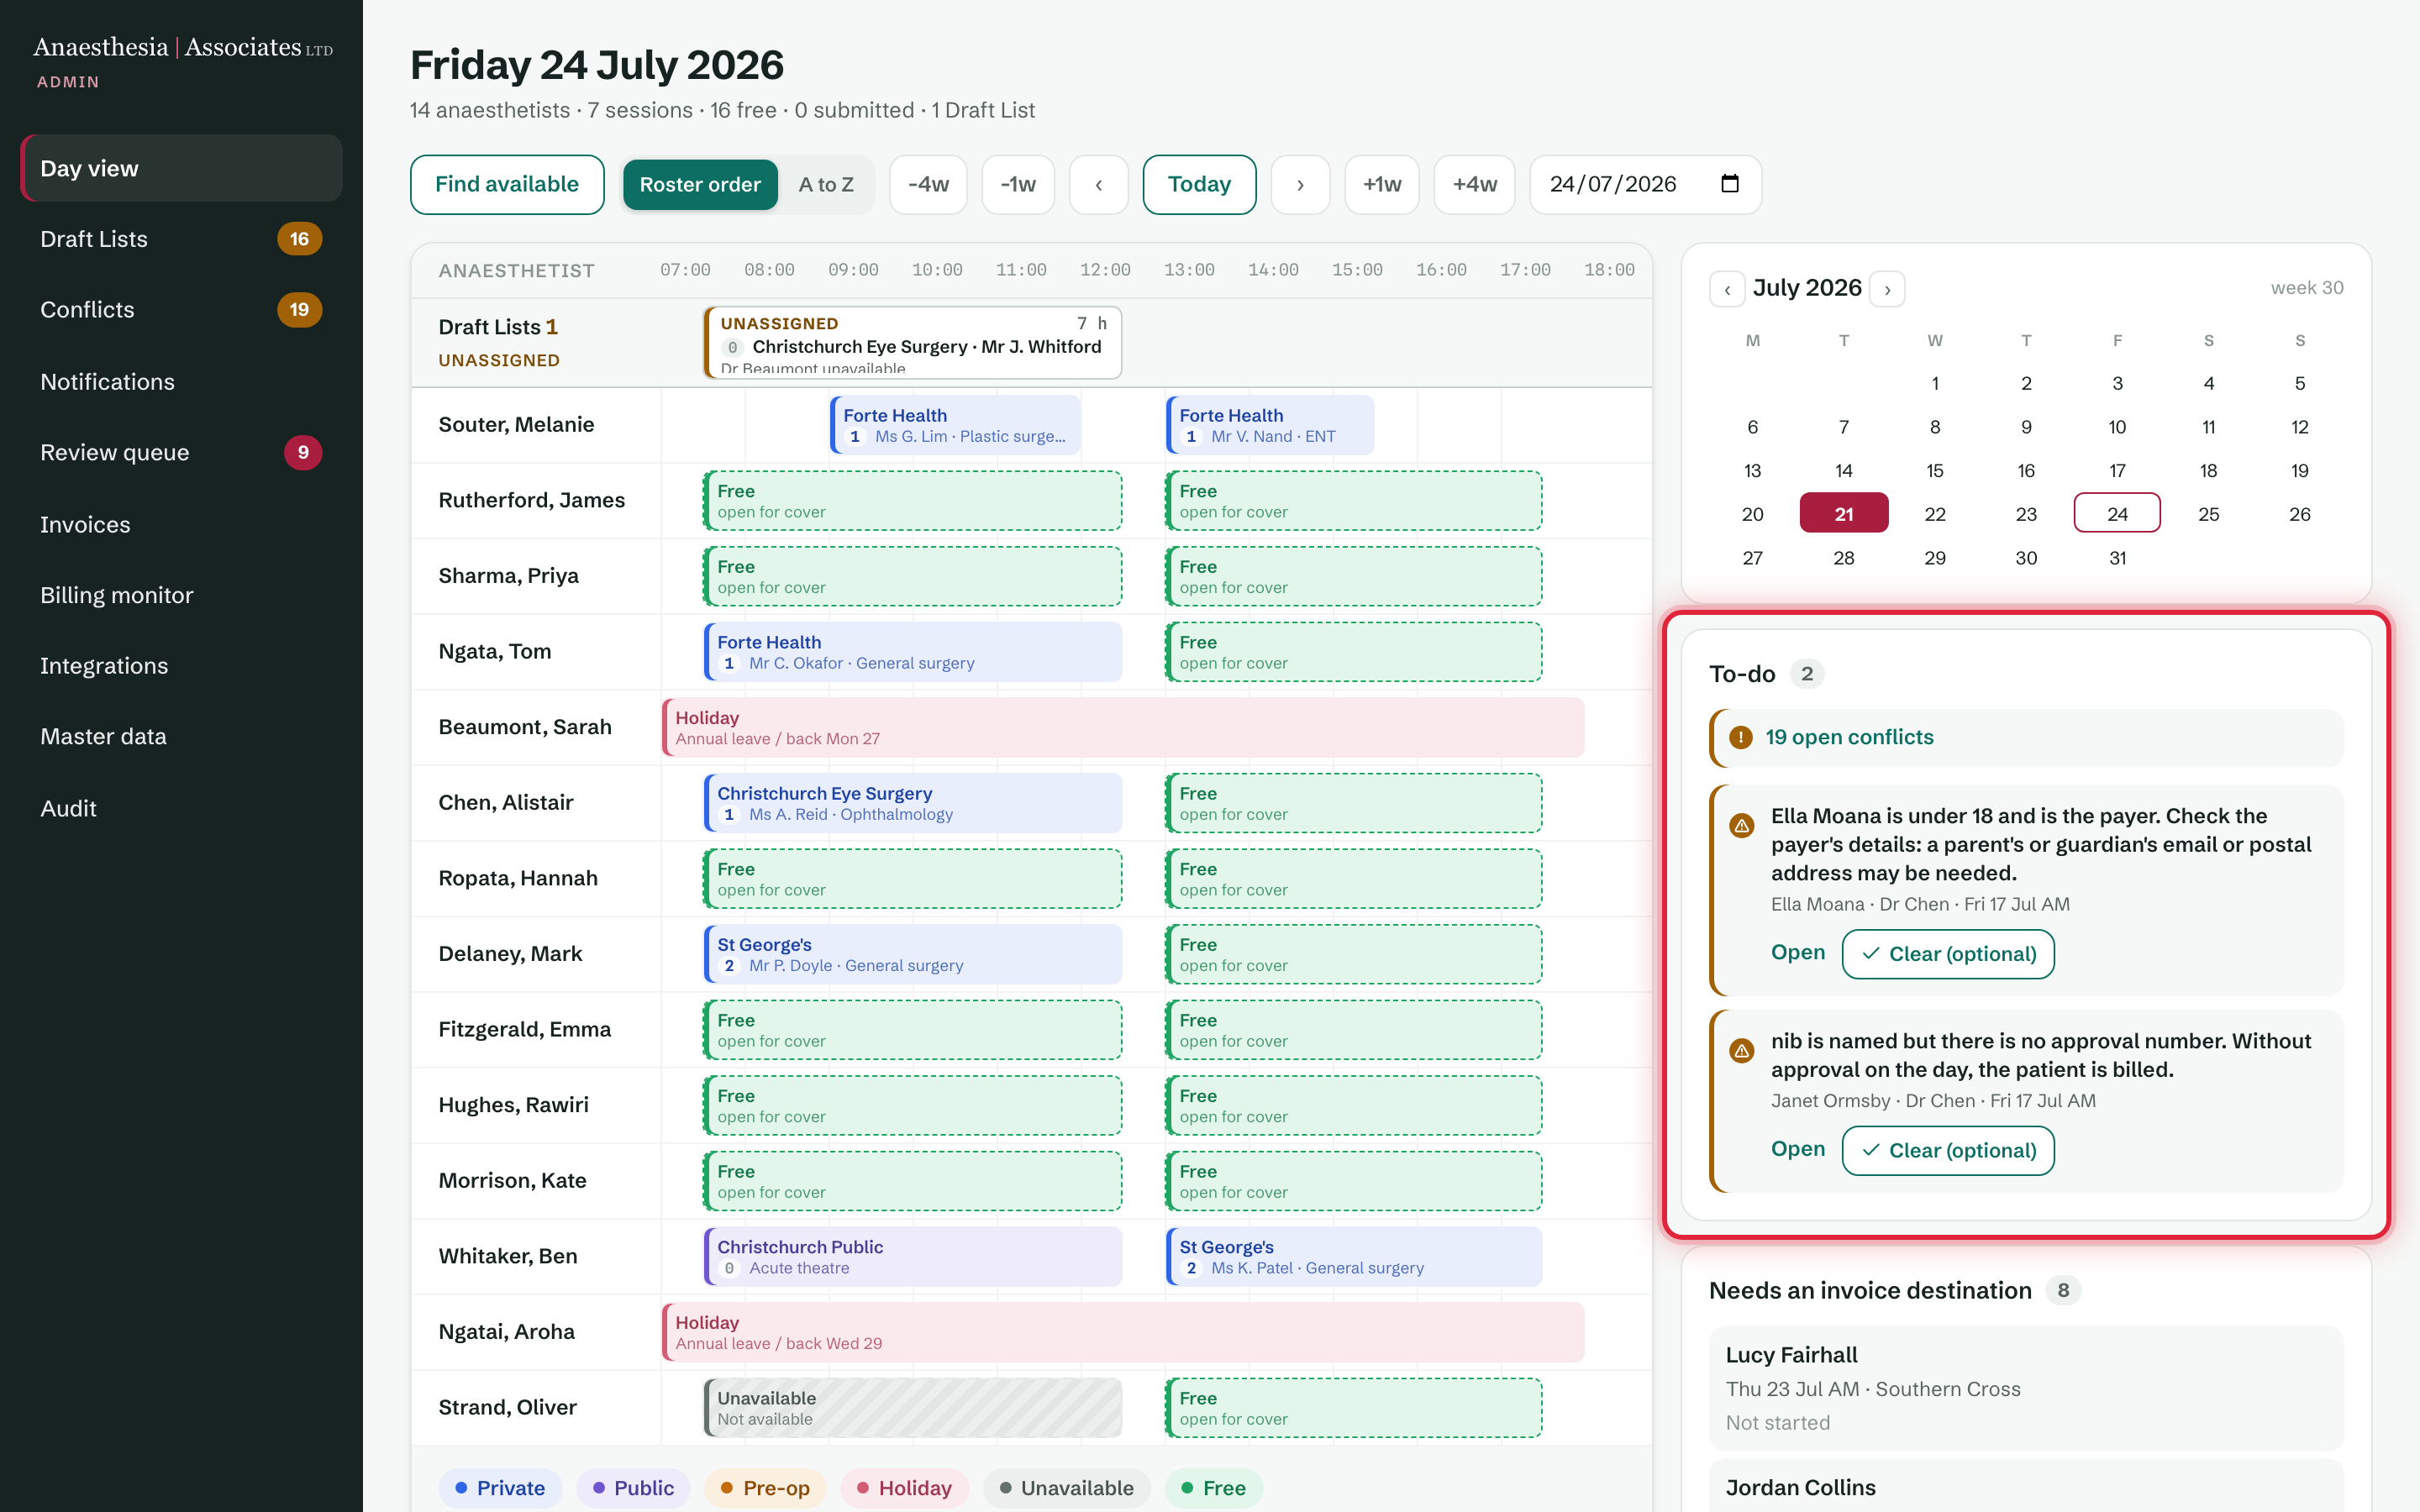 Anaesthesia | Associates LTD
ADMIN
Day view
Draft Lists 16
Conflicts 19
Notifications
Review queue 9
Invoices
Billing monitor
Integrations
Master data
Audit
Friday 24 July 2026
14 anaesthetists · 7 sessions · 16 free · 0 submitted · 1 Draft List
Find available
Roster order
A to Z
-4w
-1w
‹
Today
›
+1w
+4w
24/07/2026
ANAESTHETIST 07:00 08:00 09:00 10:00 11:00 12:00 13:00 14:00 15:00 16:00 17:00 18:00
Draft Lists 1
UNASSIGNED
UNASSIGNED 7 h
0 Christchurch Eye Surgery · Mr J. Whitford
Dr Beaumont unavailable
Souter, Melanie
Forte Health
1 Ms G. Lim · Plastic surge...
Forte Health
1 Mr V. Nand · ENT
Rutherford, James
Free
open for cover
Free
open for cover
Sharma, Priya
Free
open for cover
Free
open for cover
Ngata, Tom
Forte Health
1 Mr C. Okafor · General surgery
Free
open for cover
Beaumont, Sarah
Holiday
Annual leave / back Mon 27
Chen, Alistair
Christchurch Eye Surgery
1 Ms A. Reid · Ophthalmology
Free
open for cover
Ropata, Hannah
Free
open for cover
Free
open for cover
Delaney, Mark
St George's
2 Mr P. Doyle · General surgery
Free
open for cover
Fitzgerald, Emma
Free
open for cover
Free
open for cover
Hughes, Rawiri
Free
open for cover
Free
open for cover
Morrison, Kate
Free
open for cover
Free
open for cover
Whitaker, Ben
Christchurch Public
0 Acute theatre
St George's
2 Ms K. Patel · General surgery
Ngatai, Aroha
Holiday
Annual leave / back Wed 29
Strand, Oliver
Unavailable
Not available
Free
open for cover
Private
Public
Pre-op
Holiday
Unavailable
Free
‹ July 2026 › week 30
M T W T F S S
1 2 3 4 5
6 7 8 9 10 11 12
13 14 15 16 17 18 19
20 21 22 23 24 25 26
27 28 29 30 31
To-do 2
! 19 open conflicts
Ella Moana is under 18 and is the payer. Check the
payer's details: a parent's or guardian's email or postal
address may be needed.
Ella Moana · Dr Chen · Fri 17 Jul AM
Open ✓ Clear (optional)
nib is named but there is no approval number. Without
approval on the day, the patient is billed.
Janet Ormsby · Dr Chen · Fri 17 Jul AM
Open ✓ Clear (optional)
Needs an invoice destination 8
Lucy Fairhall
Thu 23 Jul AM · Southern Cross
Not started
Jordan Collins